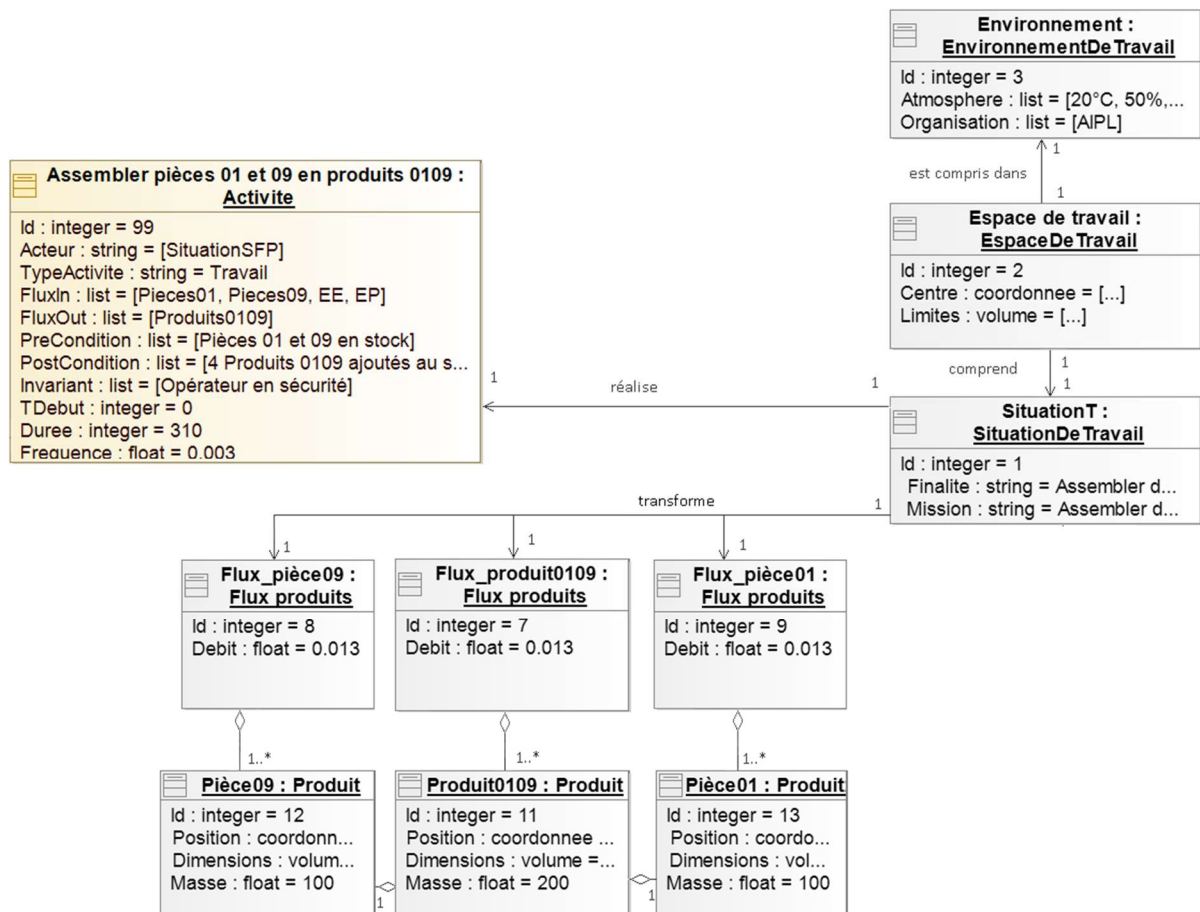 Environnement :
EnvironnementDeTravail
Id : integer = 3
Atmosphere : list = [20°C, 50%,...
Organisation : list = [AIPL]
1
est compris dans
1
Assembler pièces 01 et 09 en produits 0109 :
Activite
Id : integer = 99
Acteur : string = [SituationSFP]
TypeActivite : string = Travail
FluxIn : list = [Pieces01, Pieces09, EE, EP]
FluxOut : list = [Produits0109]
PreCondition : list = [Pièces 01 et 09 en stock]
PostCondition : list = [4 Produits 0109 ajoutés au s...
Invariant : list = [Opérateur en sécurité]
TDebut : integer = 0
Duree : integer = 310
Frequence : float = 0.003
Espace de travail :
EspaceDeTravail
Id : integer = 2
Centre : coordonnee = [...]
Limites : volume = [...]
1
comprend
1
1
réalise
1
SituationT :
SituationDeTravail
Id : integer = 1
Finalite : string = Assembler d...
Mission : string = Assembler d...
transforme
1
1
1
1
Flux_pièce09 :
Flux produits
Id : integer = 8
Debit : float = 0.013
Flux_produit0109 :
Flux produits
Id : integer = 7
Debit : float = 0.013
Flux_pièce01 :
Flux produits
Id : integer = 9
Debit : float = 0.013
1..*
1..*
1..*
Pièce09 : Produit
Id : integer = 12
Position : coordonn...
Dimensions : volum...
Masse : float = 100
1
Produit0109 : Produit
Id : integer = 11
Position : coordonnee ...
Dimensions : volume =...
Masse : float = 200
1
Pièce01 : Produit
Id : integer = 13
Position : coordo...
Dimensions : vol...
Masse : float = 100